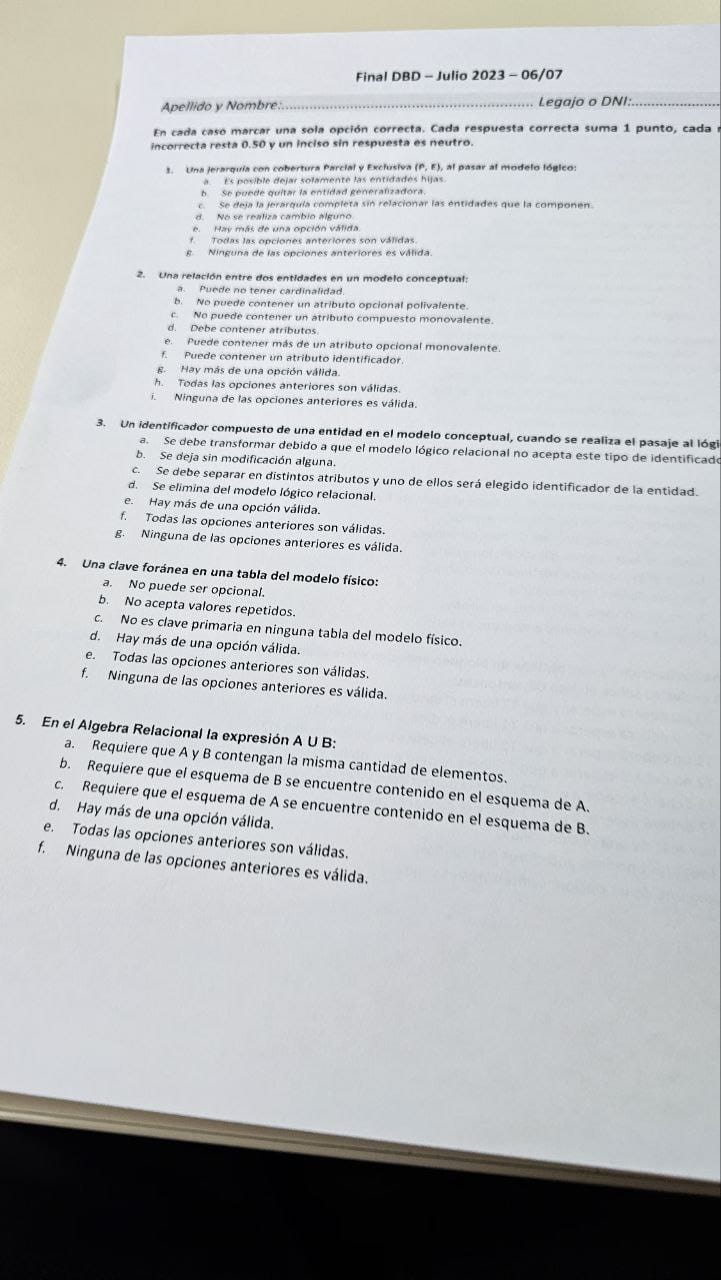 Final DBD – Julio 2023 – 06/07
Apellido y Nombre:............................................................ Legajo o DNI:.....................
En cada caso marcar una sola opción correcta. Cada respuesta correcta suma 1 punto, cada
incorrecta resta 0.50 y un inciso sin respuesta es neutro.
1. Una jerarquía con cobertura Parcial y Exclusiva (P, E), al pasar al modelo lógico:
a. Es posible dejar solamente las entidades hijas.
b. Se puede quitar la entidad generalizadora.
c. Se deja la jerarquía completa sin relacionar las entidades que la componen.
d. No se realiza cambio alguno.
e. Hay más de una opción válida.
f. Todas las opciones anteriores son válidas.
g. Ninguna de las opciones anteriores es válida.
2. Una relación entre dos entidades en un modelo conceptual:
a. Puede no tener cardinalidad.
b. No puede contener un atributo opcional polivalente.
c. No puede contener un atributo compuesto monovalente.
d. Debe contener atributos.
e. Puede contener más de un atributo opcional monovalente.
f. Puede contener un atributo identificador.
g. Hay más de una opción válida.
h. Todas las opciones anteriores son válidas.
i. Ninguna de las opciones anteriores es válida.
3. Un identificador compuesto de una entidad en el modelo conceptual, cuando se realiza el pasaje al lógi
a. Se debe transformar debido a que el modelo lógico relacional no acepta este tipo de identificado
b. Se deja sin modificación alguna.
c. Se debe separar en distintos atributos y uno de ellos será elegido identificador de la entidad.
d. Se elimina del modelo lógico relacional.
e. Hay más de una opción válida.
f. Todas las opciones anteriores son válidas.
g. Ninguna de las opciones anteriores es válida.
4. Una clave foránea en una tabla del modelo físico:
a. No puede ser opcional.
b. No acepta valores repetidos.
c. No es clave primaria en ninguna tabla del modelo físico.
d. Hay más de una opción válida.
e. Todas las opciones anteriores son válidas.
f. Ninguna de las opciones anteriores es válida.
5. En el Algebra Relacional la expresión A U B:
a. Requiere que A y B contengan la misma cantidad de elementos.
b. Requiere que el esquema de B se encuentre contenido en el esquema de A.
c. Requiere que el esquema de A se encuentre contenido en el esquema de B.
d. Hay más de una opción válida.
e. Todas las opciones anteriores son válidas.
f. Ninguna de las opciones anteriores es válida.